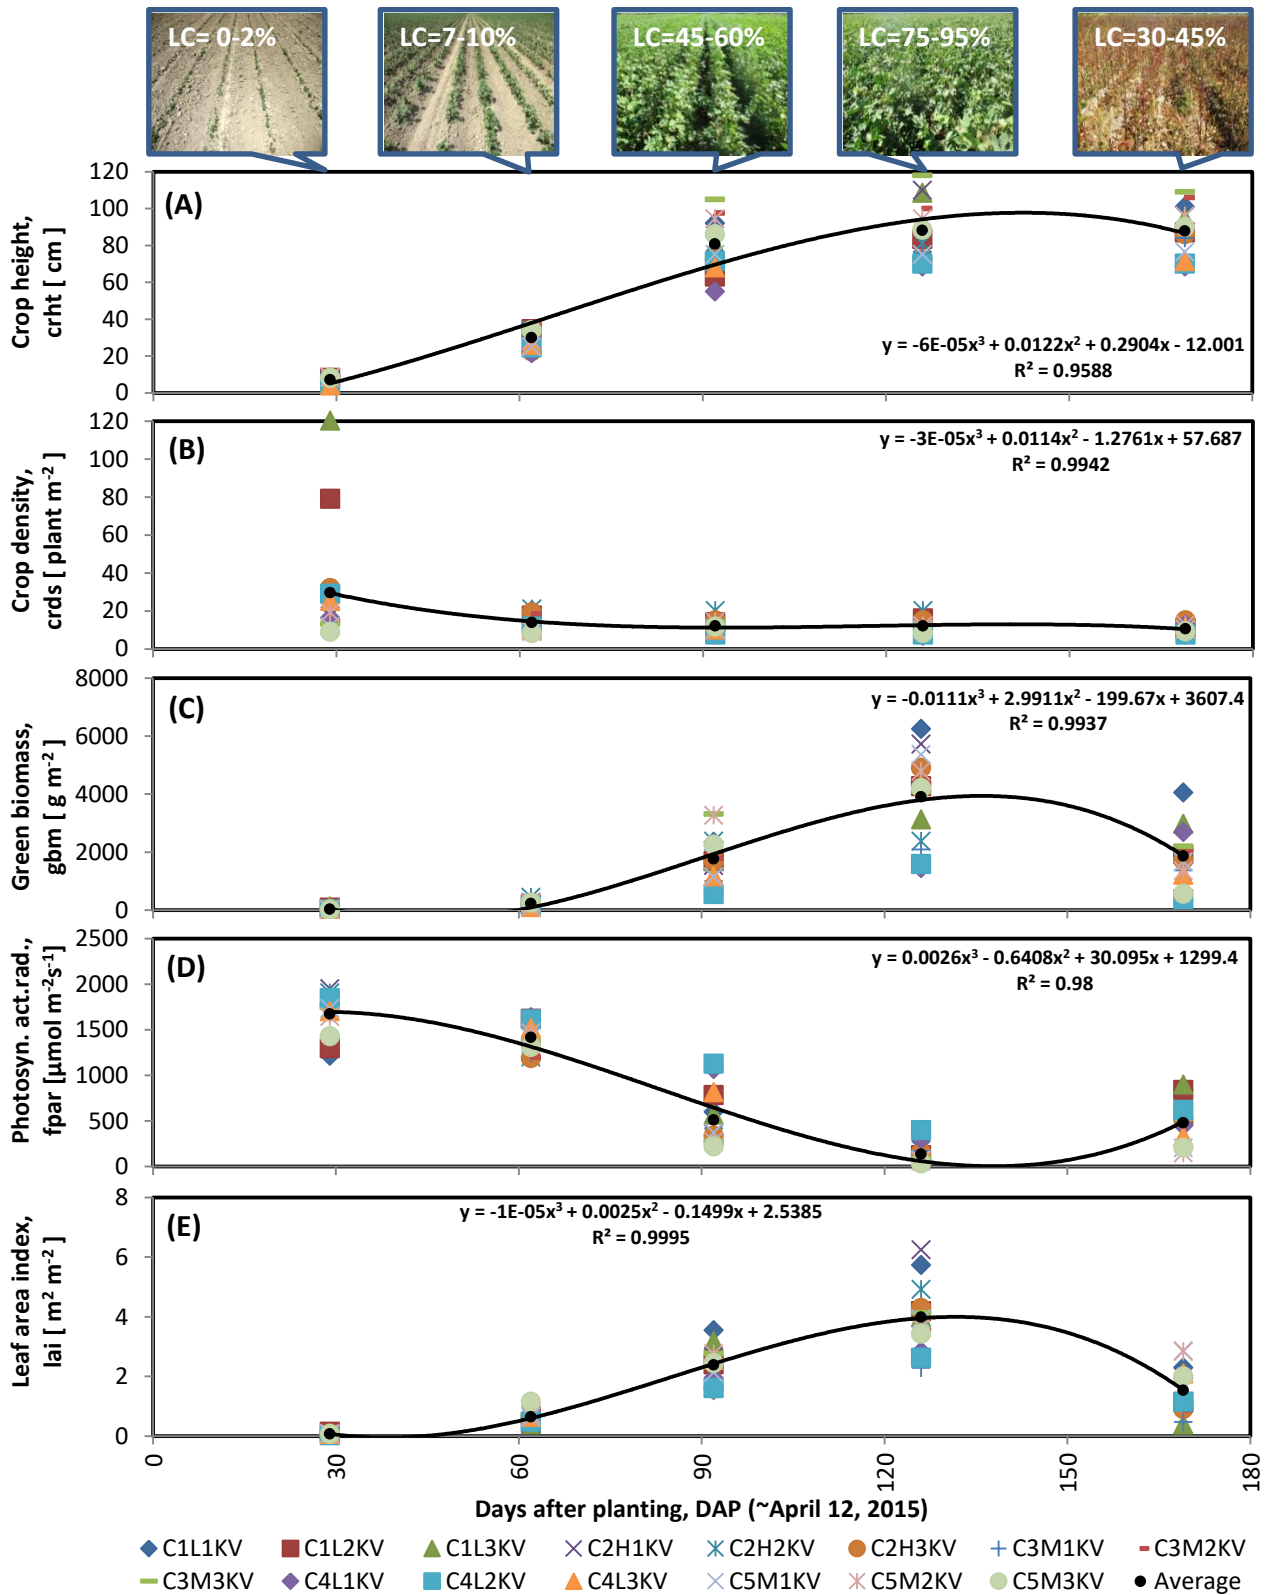 LC= 0-2% LC=7-10% LC=45-60% LC=75-95% LC=30-45%
(A)
Crop height,
crht [ cm]
120
100
80
60
40
20
0
y = -6E-05x³ + 0.0122x² + 0.2904x - 12.001
R² = 0.9588
(B)
Crop density,
crds [ plant m⁻²]
120
100
80
60
40
20
0
y = -3E-05x³ + 0.0114x² - 1.2761x + 57.687
R² = 0.9942
(C)
Green biomass,
gbm [ g m⁻²]
8000
6000
4000
2000
0
y = -0.0111x³ + 2.9911x² - 199.67x + 3607.4
R² = 0.9937
(D)
Photosyn. act.rad.,
fpar [µmol m⁻²s⁻¹]
2500
2000
1500
1000
500
0
y = 0.0026x³ - 0.6408x² + 30.095x + 1299.4
R² = 0.98
(E)
Leaf area index,
lai [ m² m⁻²]
8
6
4
2
0
y = -1E-05x³ + 0.0025x² - 0.1499x + 2.5385
R² = 0.9995
0 30 60 90 120 150 180
Days after planting, DAP (~April 12, 2015)
C1L1KV C1L2KV C1L3KV C2H1KV C2H2KV C2H3KV C3M1KV C3M2KV
C3M3KV C4L1KV C4L2KV C4L3KV C5M1KV C5M2KV C5M3KV Average